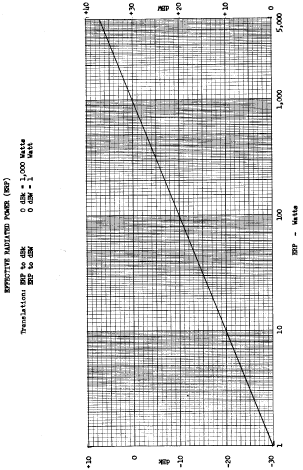 EFFECTIVE RADIATED POWER (ERP)
Translation: ERP to dBk 0 dBk = 1,000 Watts
ERP to dBW 0 dBW = 1 Watt
+10 0 -10 -20 -30
dBk
+10 +30 +20 +10 0
dBW
1 10 100 1,000 5,000
ERP - Watts